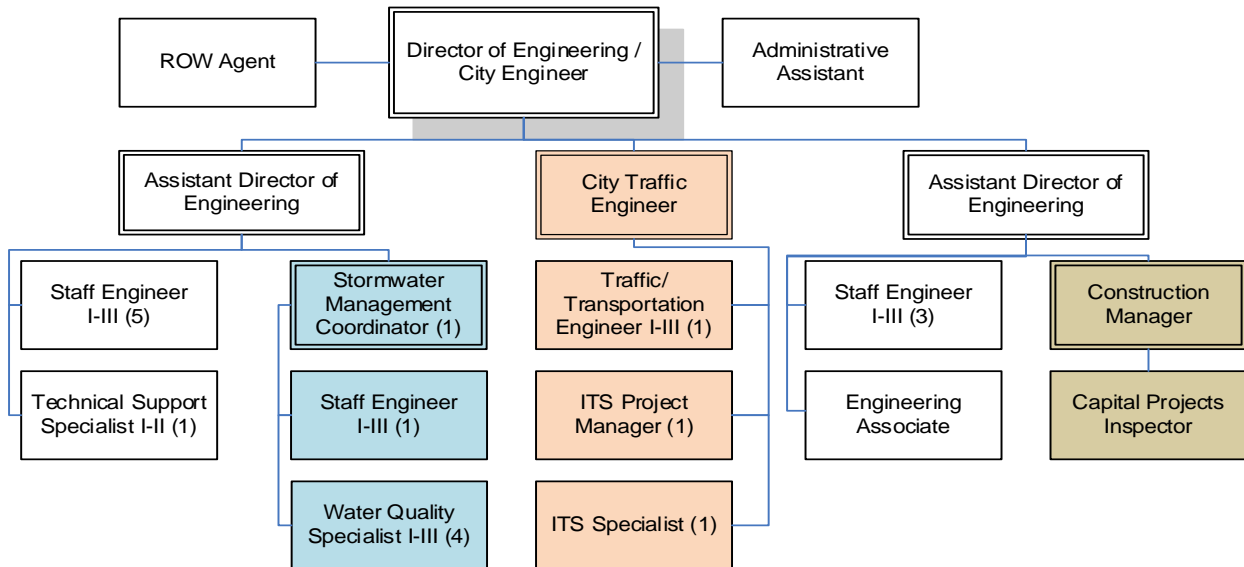 ROW Agent
Director of Engineering /
City Engineer
Administrative
Assistant
Assistant Director of
Engineering
City Traffic
Engineer
Assistant Director of
Engineering
Staff Engineer
I-III (5)
Stormwater
Management
Coordinator (1)
Traffic/
Transportation
Engineer I-III (1)
Staff Engineer
I-III (3)
Construction
Manager
Technical Support
Specialist I-II (1)
Staff Engineer
I-III (1)
ITS Project
Manager (1)
Engineering
Associate
Capital Projects
Inspector
Water Quality
Specialist I-III (4)
ITS Specialist (1)